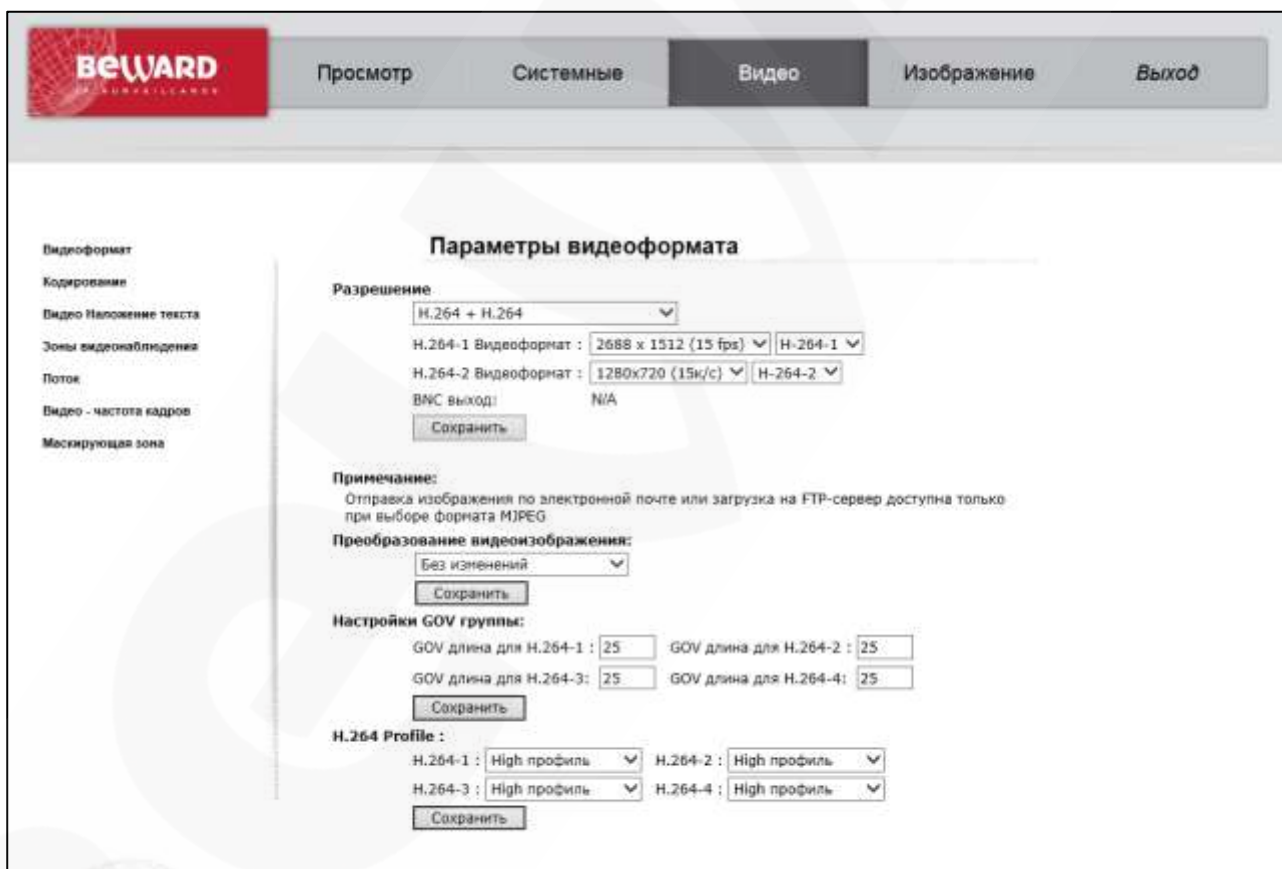 BEWARD
IP SURVEILLANCE
Просмотр Системные Видео Изображение Выход
Видеоформат
Кодирование
Видео Наложение текста
Зоны видеонаблюдения
Поток
Видео - частота кадров
Маскирующая зона
Параметры видеоформата
Разрешение
H.264 + H.264
H.264-1 Видеоформат : 2688 x 1512 (15 fps) H-264-1
H.264-2 Видеоформат : 1280x720 (15к/с) H-264-2
BNC выход: N/A
Сохранить
Примечание:
Отправка изображения по электронной почте или загрузка на FTP-сервер доступна только
при выборе формата MJPEG
Преобразование видеоизображения:
Без изменений
Сохранить
Настройки GOV группы:
GOV длина для H.264-1 : 25 GOV длина для H.264-2 : 25
GOV длина для H.264-3: 25 GOV длина для H.264-4: 25
Сохранить
H.264 Profile :
H.264-1 : High профиль H.264-2 : High профиль
H.264-3 : High профиль H.264-4 : High профиль
Сохранить